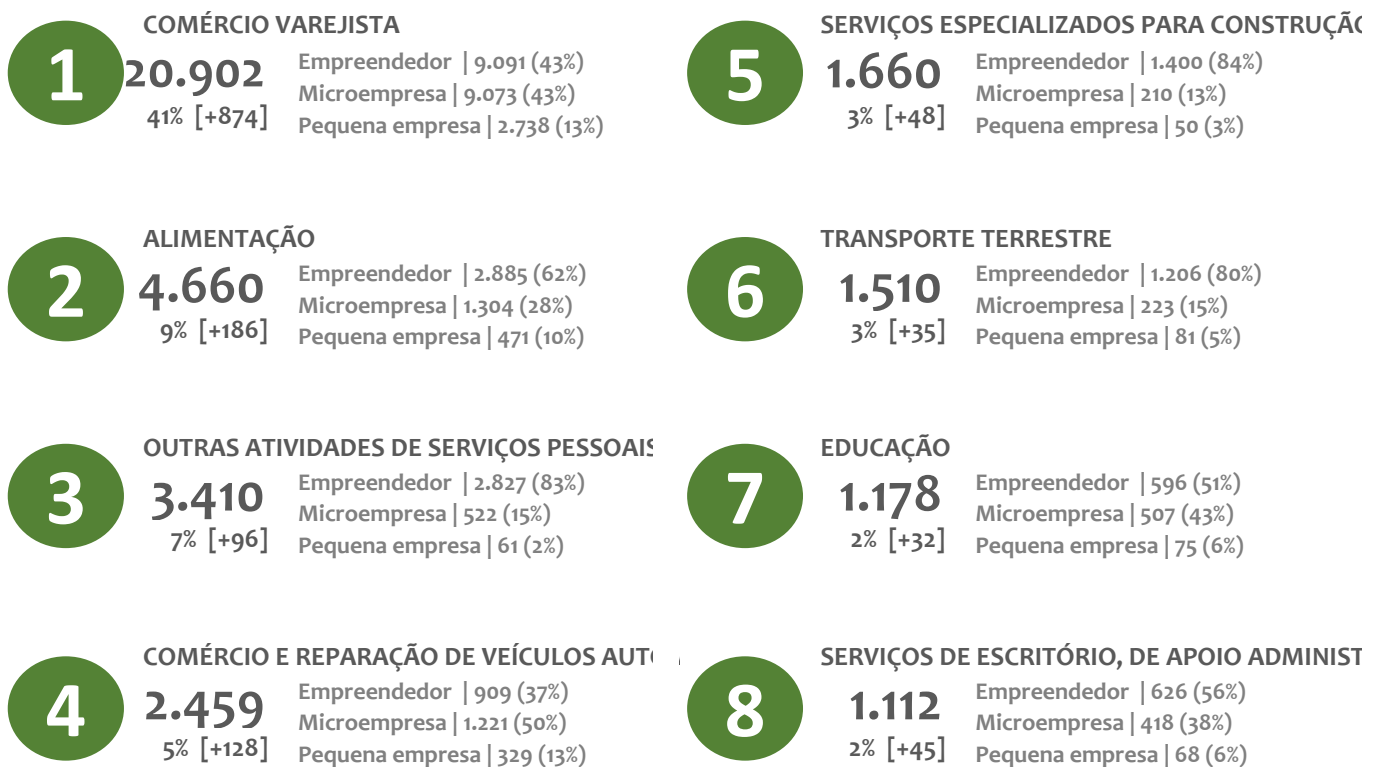 1
COMÉRCIO VAREJISTA
20.902
41% [+874]
Empreendedor | 9.091 (43%)
Microempresa | 9.073 (43%)
Pequena empresa | 2.738 (13%)
2
ALIMENTAÇÃO
4.660
9% [+186]
Empreendedor | 2.885 (62%)
Microempresa | 1.304 (28%)
Pequena empresa | 471 (10%)
3
OUTRAS ATIVIDADES DE SERVIÇOS PESSOAIS
3.410
7% [+96]
Empreendedor | 2.827 (83%)
Microempresa | 522 (15%)
Pequena empresa | 61 (2%)
4
COMÉRCIO E REPARAÇÃO DE VEÍCULOS
2.459
5% [+128]
Empreendedor | 909 (37%)
Microempresa | 1.221 (50%)
Pequena empresa | 329 (13%)
5
SERVIÇOS ESPECIALIZADOS PARA CONSTRUÇÃO
1.660
3% [+48]
Empreendedor | 1.400 (84%)
Microempresa | 210 (13%)
Pequena empresa | 50 (3%)
6
TRANSPORTE TERRESTRE
1.510
3% [+35]
Empreendedor | 1.206 (80%)
Microempresa | 223 (15%)
Pequena empresa | 81 (5%)
7
EDUCAÇÃO
1.178
2% [+32]
Empreendedor | 596 (51%)
Microempresa | 507 (43%)
Pequena empresa | 75 (6%)
8
SERVIÇOS DE ESCRITÓRIO, DE APOIO ADMINIST
1.112
2% [+45]
Empreendedor | 626 (56%)
Microempresa | 418 (38%)
Pequena empresa | 68 (6%)